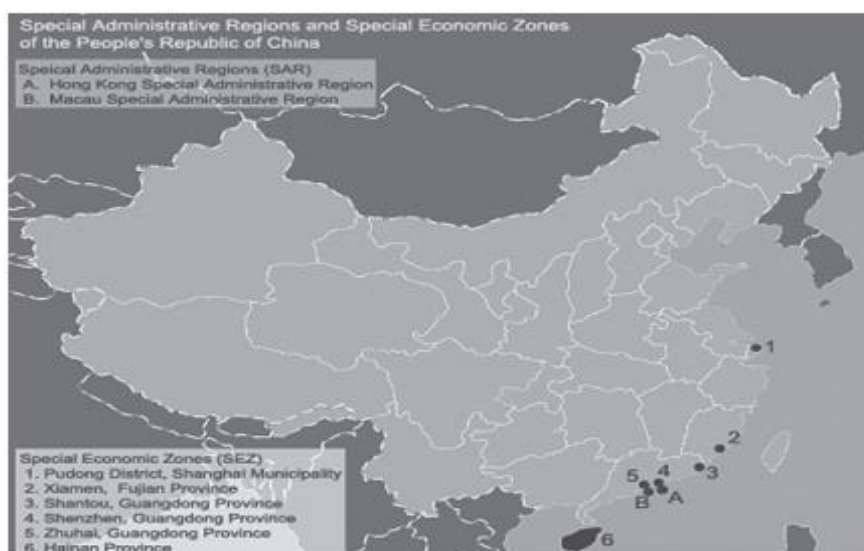 Special Administrative Regions and Special Economic Zones
of the People's Republic of China
Speical Administrative Regions (SAR)
A. Hong Kong Special Administrative Region
B. Macau Special Administrative Region
1
2
3
4
5
A
B
6
Special Economic Zones (SEZ)
1. Pudong District, Shanghai Municipality
2. Xiamen, Fujian Province
3. Shantou, Guangdong Province
4. Shenzhen, Guangdong Province
5. Zhuhai, Guangdong Province
6. Hainan Province